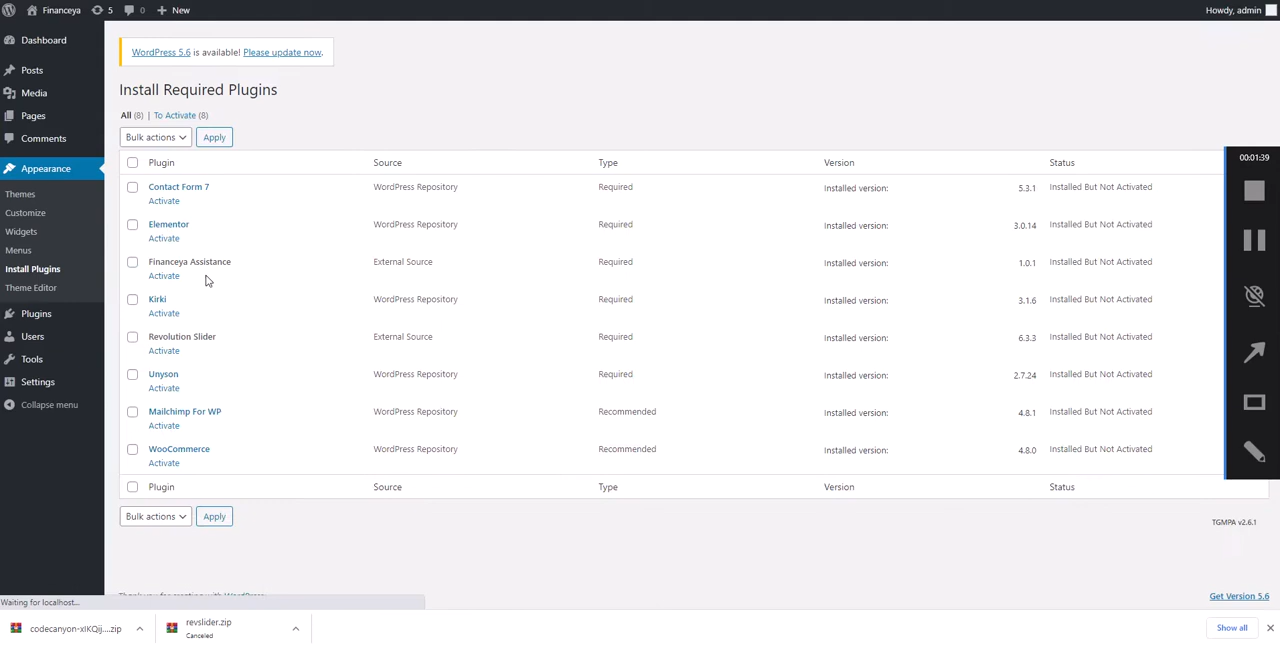 Financeya 5 0 New Howdy, admin
Dashboard
Posts
Media
Pages
Comments
Appearance
Themes
Customize
Widgets
Menus
Install Plugins
Theme Editor
Plugins
Users
Tools
Settings
Collapse menu
WordPress 5.6 is available! Please update now.
Install Required Plugins
All (8) | To Activate (8)
Bulk actions Apply
Plugin Source Type Version Status
Contact Form 7 WordPress Repository Required Installed version: 5.3.1 Installed But Not Activated
Activate
Elementor WordPress Repository Required Installed version: 3.0.14 Installed But Not Activated
Activate
Financeya Assistance External Source Required Installed version: 1.0.1 Installed But Not Activated
Activate
Kirki WordPress Repository Required Installed version: 3.1.6 Installed But Not Activated
Activate
Revolution Slider External Source Required Installed version: 6.3.3 Installed But Not Activated
Activate
Unyson WordPress Repository Required Installed version: 2.7.24 Installed But Not Activated
Activate
Mailchimp For WP WordPress Repository Recommended Installed version: 4.8.1 Installed But Not Activated
Activate
WooCommerce WordPress Repository Recommended Installed version: 4.8.0 Installed But Not Activated
Activate
Plugin Source Type Version Status
Bulk actions Apply
TGMPA v2.6.1
00:01:39
Thank you for creating with WordPress.
Get Version 5.6
Waiting for localhost...
codecanyon-xIKQij....zip
revslider.zip
Canceled
Show all